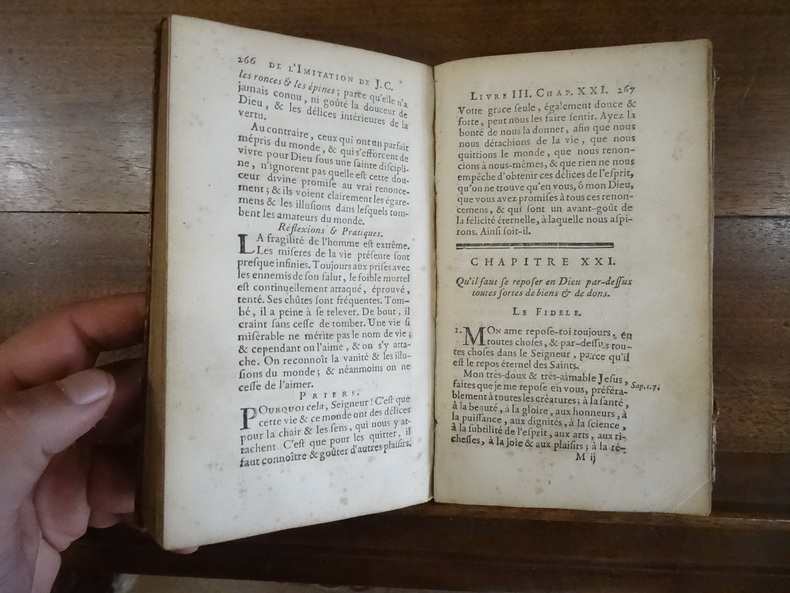 266 DE L'IMITATION DE J.C.
les ronces & les épines ; parce qu'elle n'a
jamais connu, ni goûté la douceur de
Dieu, & les délices intérieures de la
vertu.
Au contraire, ceux qui ont un parfait
mépris du monde, & qui s'efforcent de
vivre pour Dieu sous une sainte discipli-
ne, n'ignorent pas quelle est cette dou-
ceur divine promise au vrai renonce-
ment ; & ils voient clairement les égare-
mens & les illusions dans lesquels tom-
bent les amateurs du monde.
Réflexions & Pratiques.
LA fragilité de l'homme est extrême.
Les miseres de la vie présente sont
presque infinies. Toujours aux prises avec
les ennemis de son salut, le foible mortel
est continuellement attaqué, éprouvé,
tenté. Ses chûtes sont fréquentes. Tom-
bé, il a peine à se relever. De bout, il
craint sans cesse de tomber. Une vie si
misérable ne mérite pas le nom de vie ;
& cependant on l'aime, & on s'y atta-
che. On reconnoît la vanité & les illu-
sions du monde ; & néanmoins on ne
cesse de l'aimer.
PRIERE.
POURQUOI cela, Seigneur ! C'est que
cette vie & ce monde ont des délices
pour la chair & les sens, qui nous y at-
tachent C'est que pour les quitter, il
faut connoître & goûter d'autres plaisirs.
LIVRE III. CHAP. XXI. 267
Votre grace seule, également douce &
forte, peut nous les faire sentir. Ayez la
bonté de nous la donner, afin que nous
nous détachions de la vie, que nous
quittions le monde, que nous renon-
cions à nous-mêmes, & que rien ne nous
empêche d'obtenir ces délices de l'esprit,
qu'on ne trouve qu'en vous, ô mon Dieu,
que vous avez promises à tous ces renon-
cemens, & qui sont un avant-goût de
la félicité éternelle, à laquelle nous aspi-
rons. Ainsi soit-il.
CHAPITRE XXI.
Qu'il faut se reposer en Dieu par-dessus
toutes sortes de biens & de dons.
LE FIDELE.
1. MON ame repose-toi toujours, en
toutes choses, & par-dessus tou-
tes choses dans le Seigneur, parce qu'il
est le repos éternel des Saints.
Mon très-doux & très-aimable Jesus,
faites que je me repose en vous, préféra- Sap. c. 7.
blement à toutes les créatures ; à la santé,
à la beauté, à la gloire, aux honneurs, à
la puissance, aux dignités, à la science,
à la subtilité de l'esprit, aux arts, aux ri-
chesses, à la joie & aux plaisirs ; à la ré-
M ij